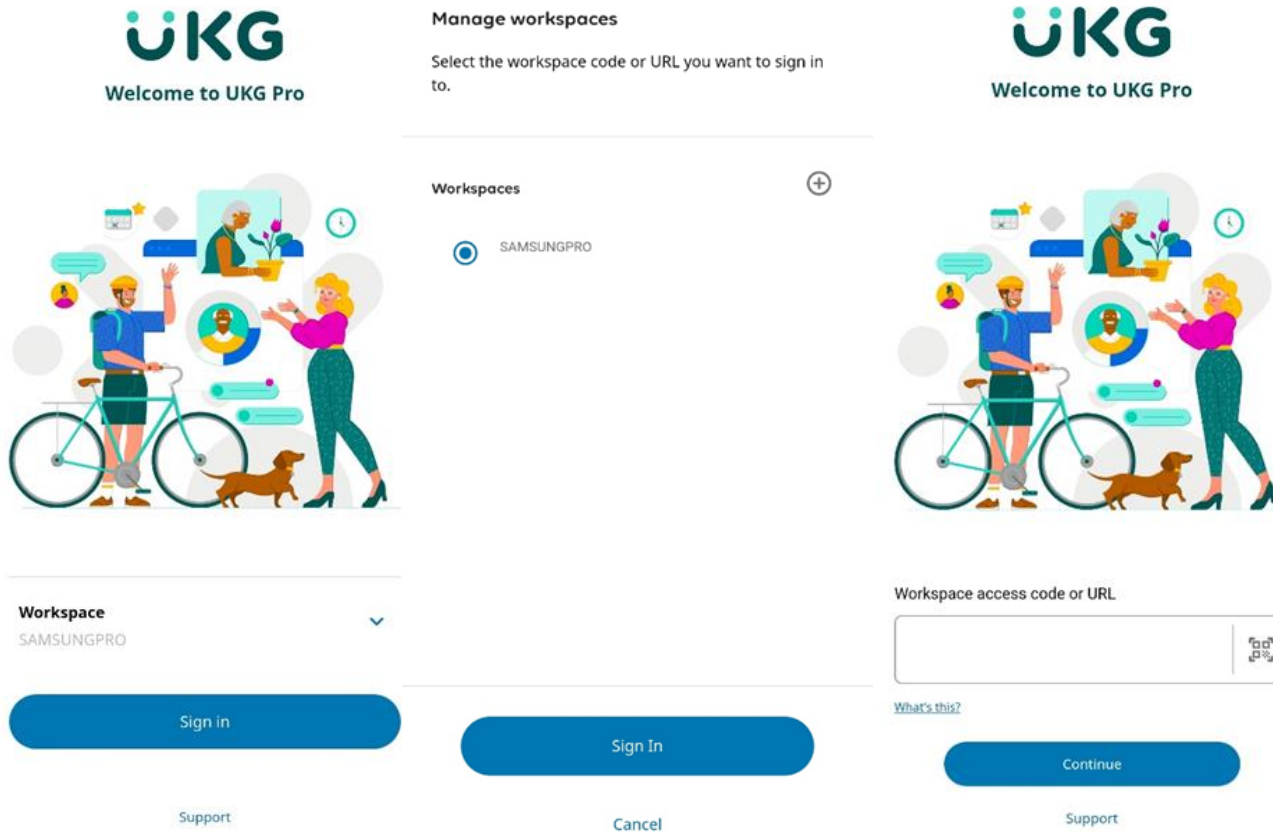 UKG
Welcome to UKG Pro
Workspace
SAMSUNGPRO
Sign in
Support
Manage workspaces
Select the workspace code or URL you want to sign in
to.
Workspaces
SAMSUNGPRO
Sign In
Cancel
UKG
Welcome to UKG Pro
Workspace access code or URL
What's this?
Continue
Support